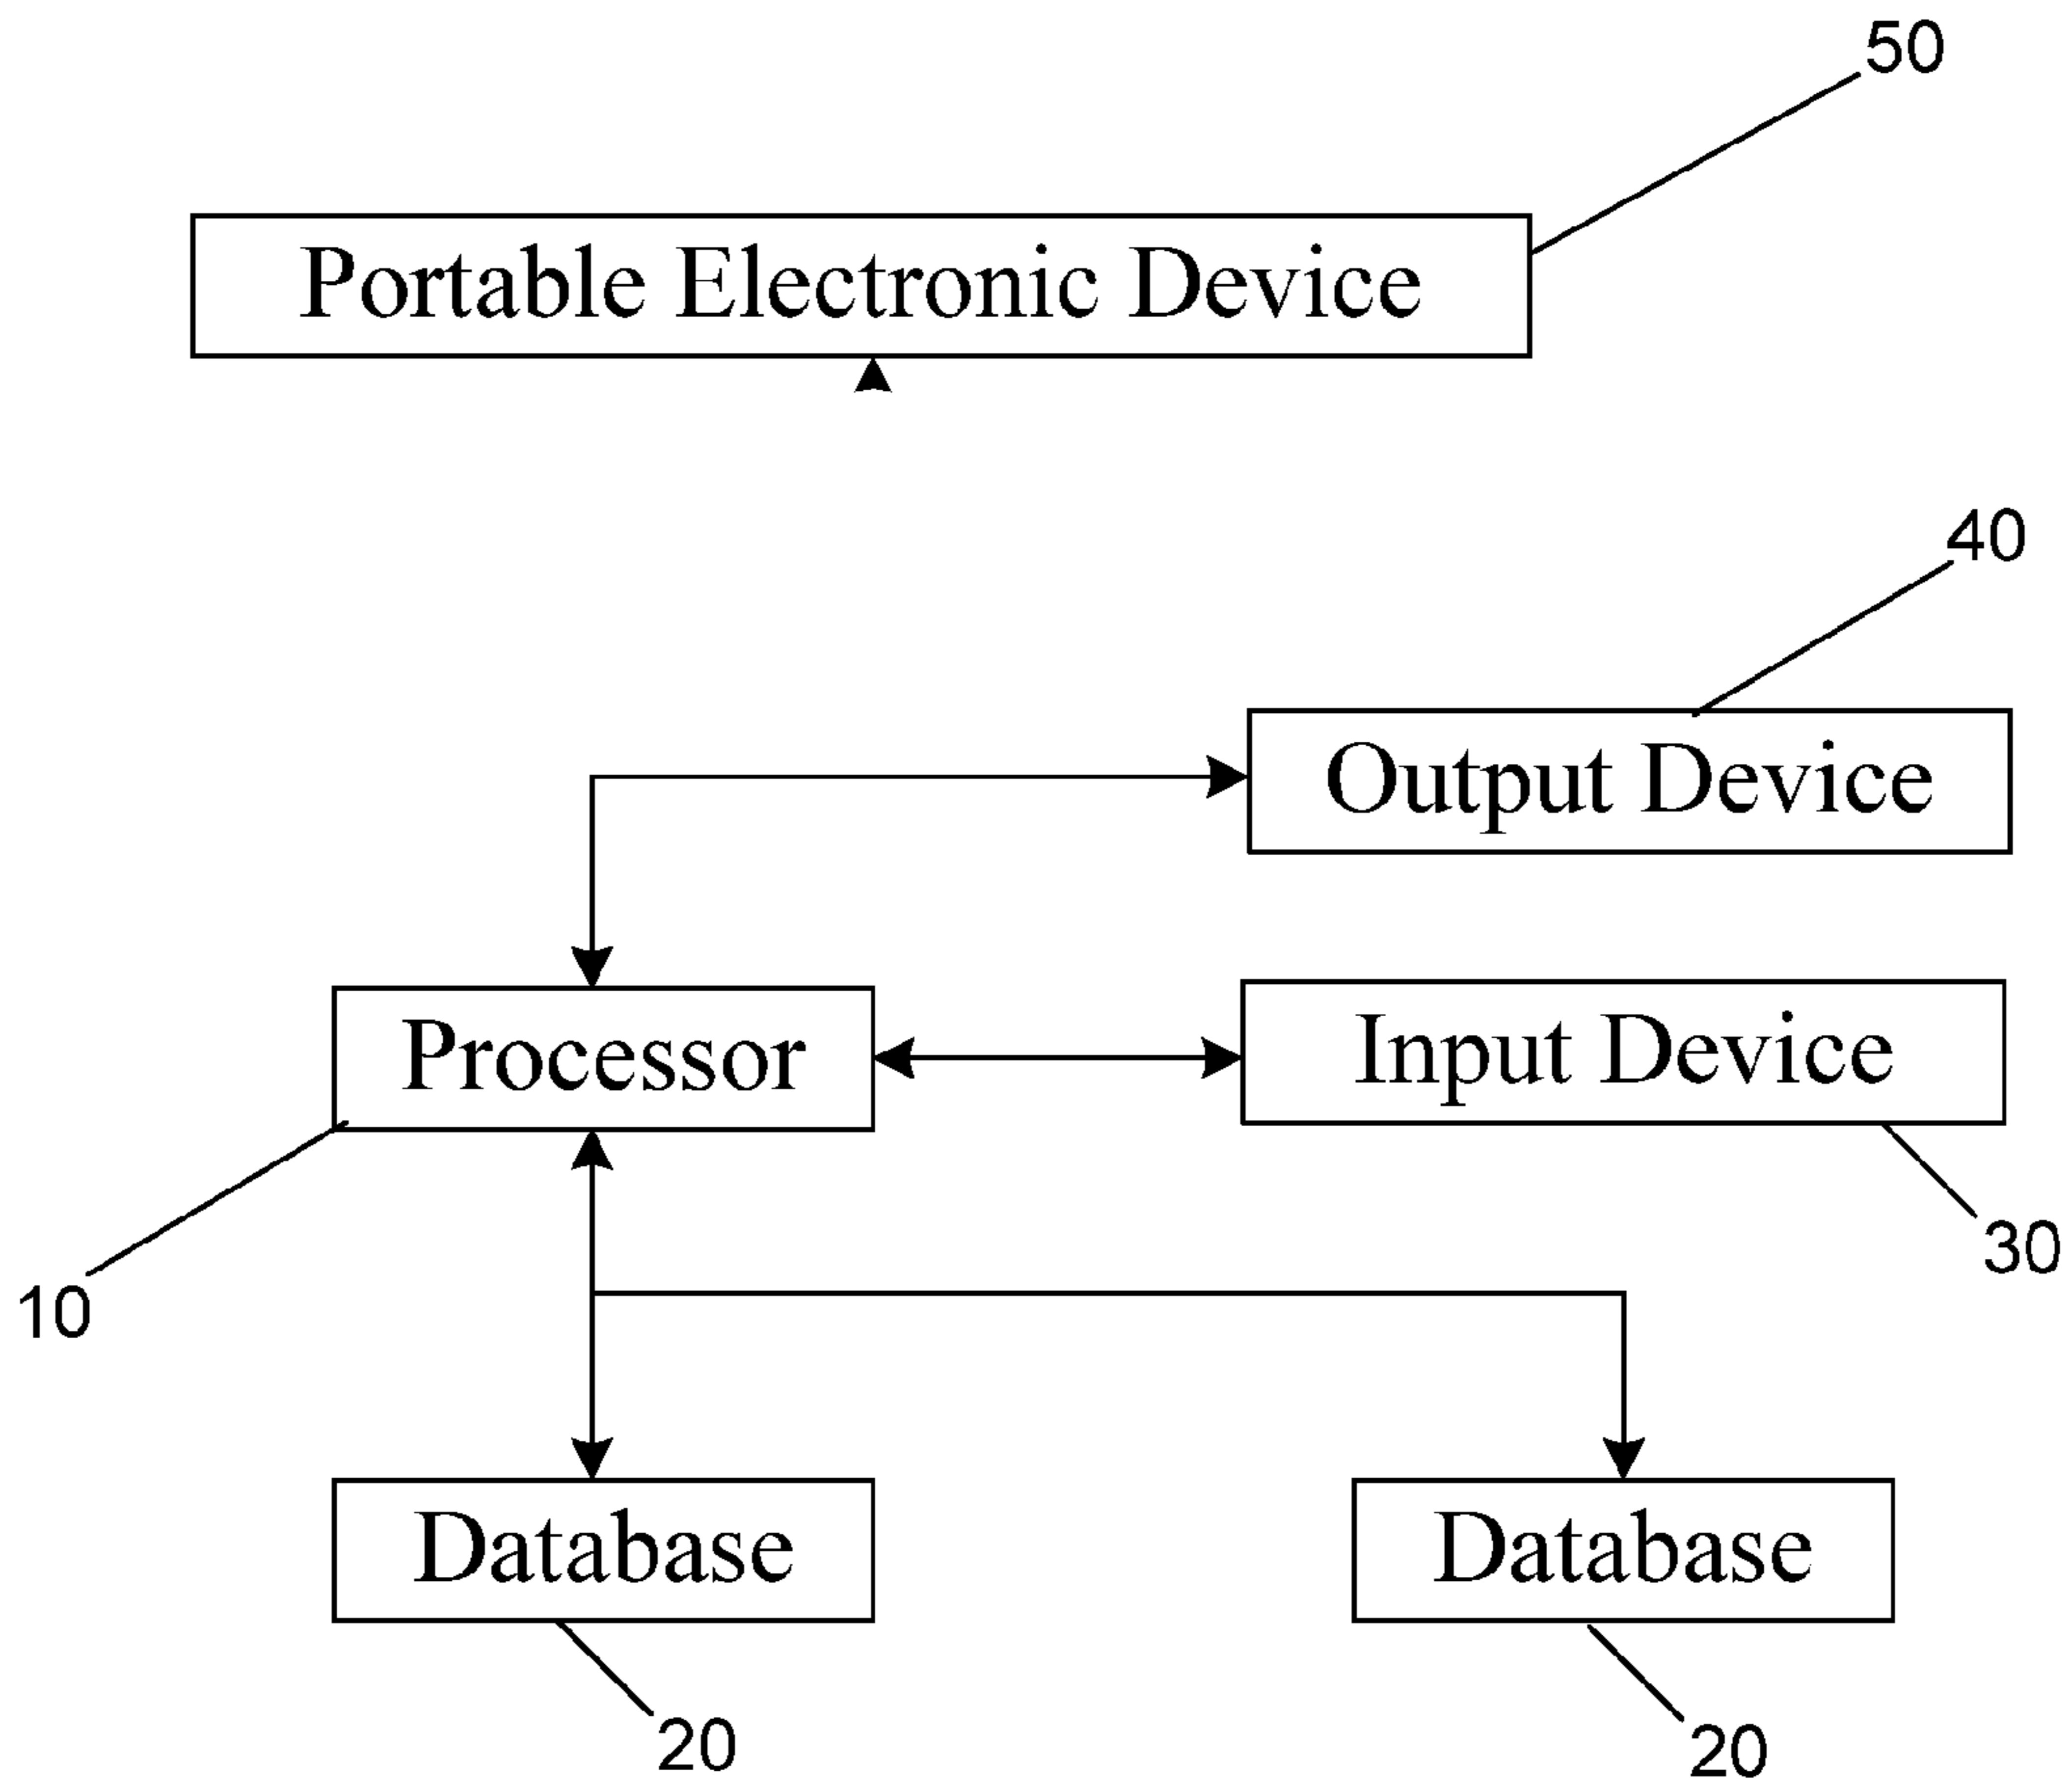 50
Portable Electronic Device
40
Output Device
Processor
Input Device
10
30
Database
Database
20
20